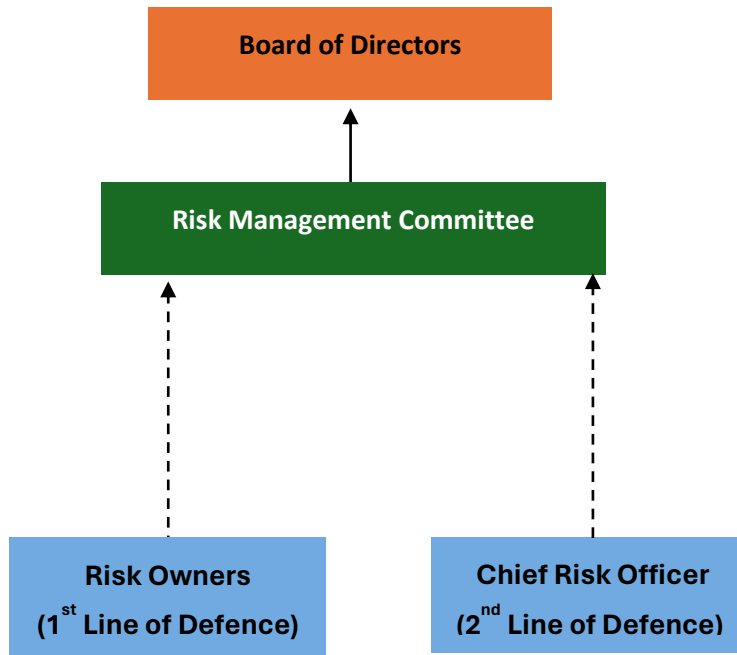 Board of Directors
Risk Management Committee
Risk Owners
(1st Line of Defence)
Chief Risk Officer
(2nd Line of Defence)